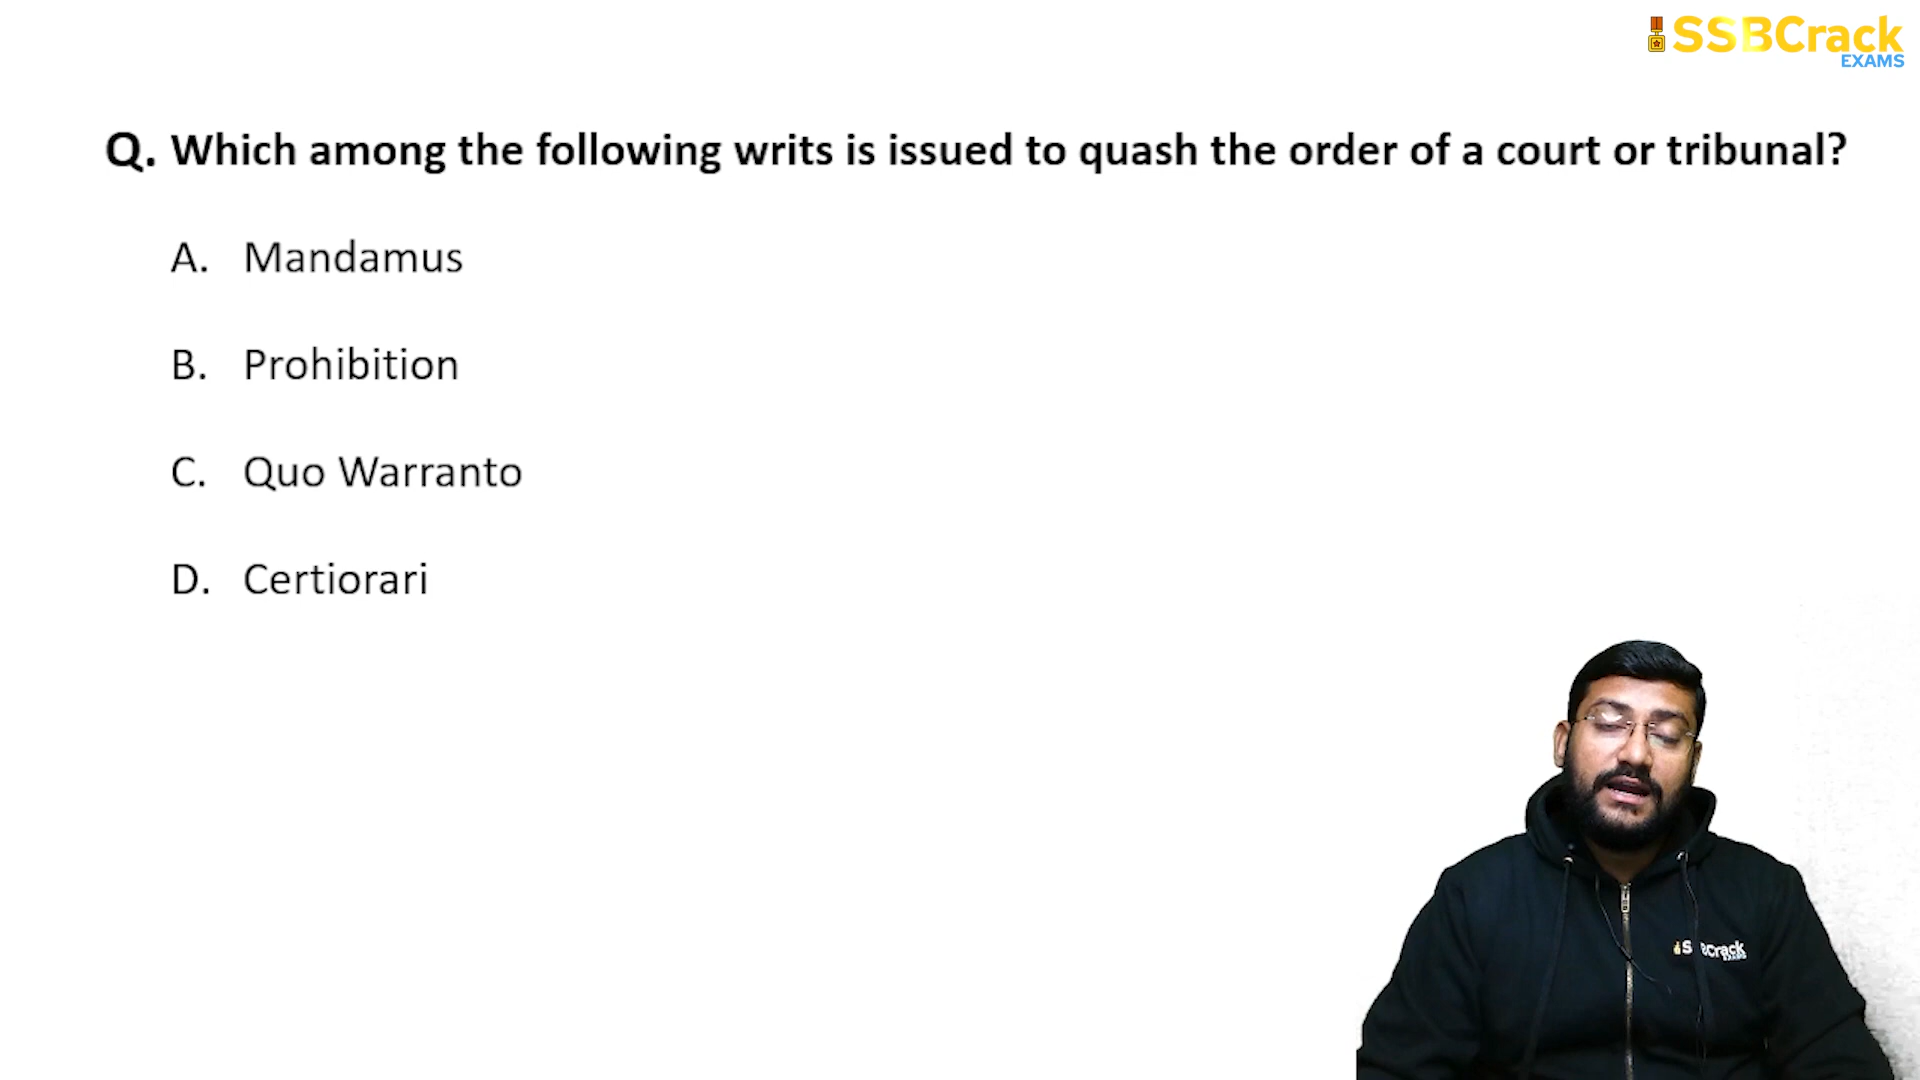 SSBCrack
EXAMS
Q. Which among the following writs is issued to quash the order of a court or tribunal?
A. Mandamus
B. Prohibition
C. Quo Warranto
D. Certiorari
Crack